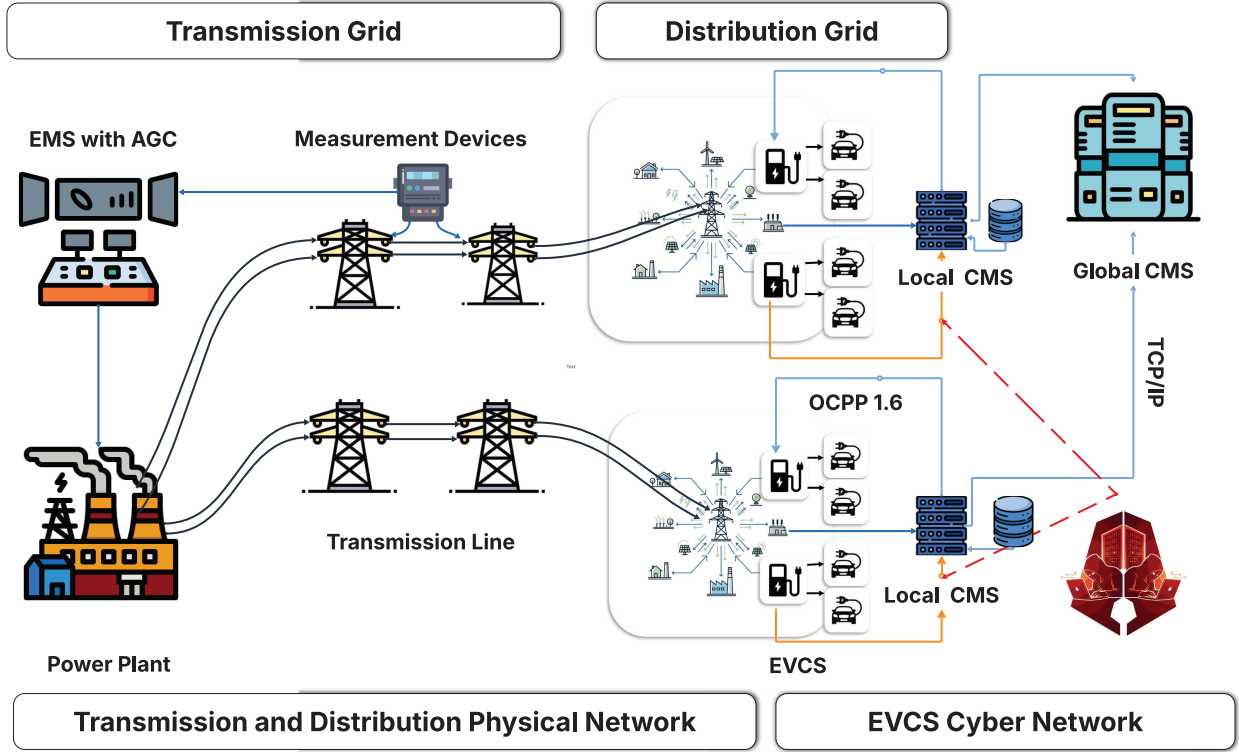 Transmission Grid
Distribution Grid
EMS with AGC
Measurement Devices
Local CMS
Global CMS
Text
TCP/IP
OCPP 1.6
Transmission Line
Local CMS
Power Plant
EVCS
Transmission and Distribution Physical Network
EVCS Cyber Network